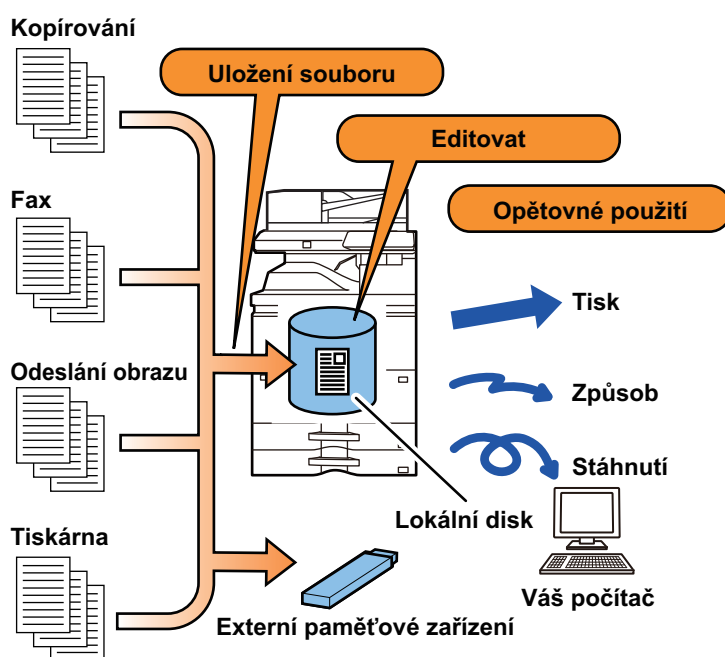 Kopírování
Uložení souboru
Editovat
Fax
Opětovné použití
Tisk
Odeslání obrazu
Způsob
Stáhnutí
Lokální disk
Tiskárna
Váš počítač
Externí paměťové zařízení